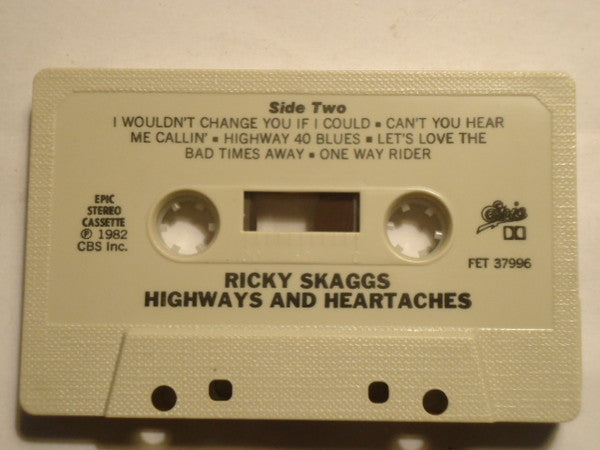 Side Two
I WOULDN'T CHANGE YOU IF I COULD ▪ CAN'T YOU HEAR
ME CALLIN' ▪ HIGHWAY 40 BLUES ▪ LET'S LOVE THE
BAD TIMES AWAY ▪ ONE WAY RIDER
EPIC
STEREO
CASSETTE
℗ 1982
CBS Inc.
Epic
FET 37996
RICKY SKAGGS
HIGHWAYS AND HEARTACHES